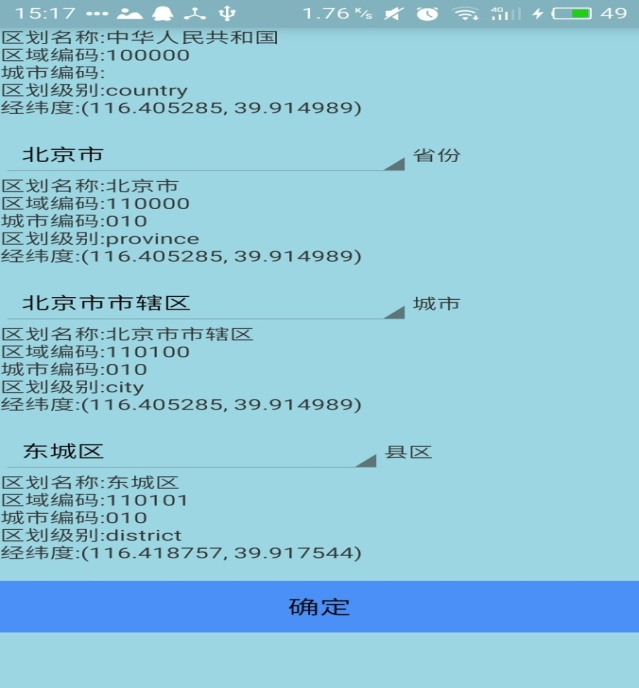 15:17 ••• 1.76 K/s 4G 49
区划名称:中华人民共和国
区域编码:100000
城市编码:
区划级别:country
经纬度:(116.405285, 39.914989)
北京市 省份
区划名称:北京市
区域编码:110000
城市编码:010
区划级别:province
经纬度:(116.405285, 39.914989)
北京市市辖区 城市
区划名称:北京市市辖区
区域编码:110100
城市编码:010
区划级别:city
经纬度:(116.405285, 39.914989)
东城区 县区
区划名称:东城区
区域编码:110101
城市编码:010
区划级别:district
经纬度:(116.418757, 39.917544)
确定